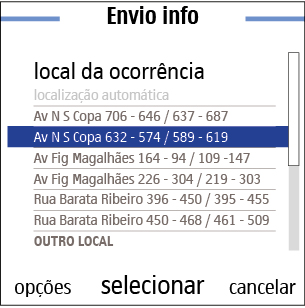 Envio info
local da ocorrência
localização automática
Av N S Copa 706 - 646 / 637 - 687
Av N S Copa 632 - 574 / 589 - 619
Av Fig Magalhães 164 - 94 / 109 -147
Av Fig Magalhães 226 - 304 / 219 - 303
Rua Barata Ribeiro 396 - 450 / 395 - 455
Rua Barata Ribeiro 450 - 468 / 461 - 509
OUTRO LOCAL
opções selecionar cancelar